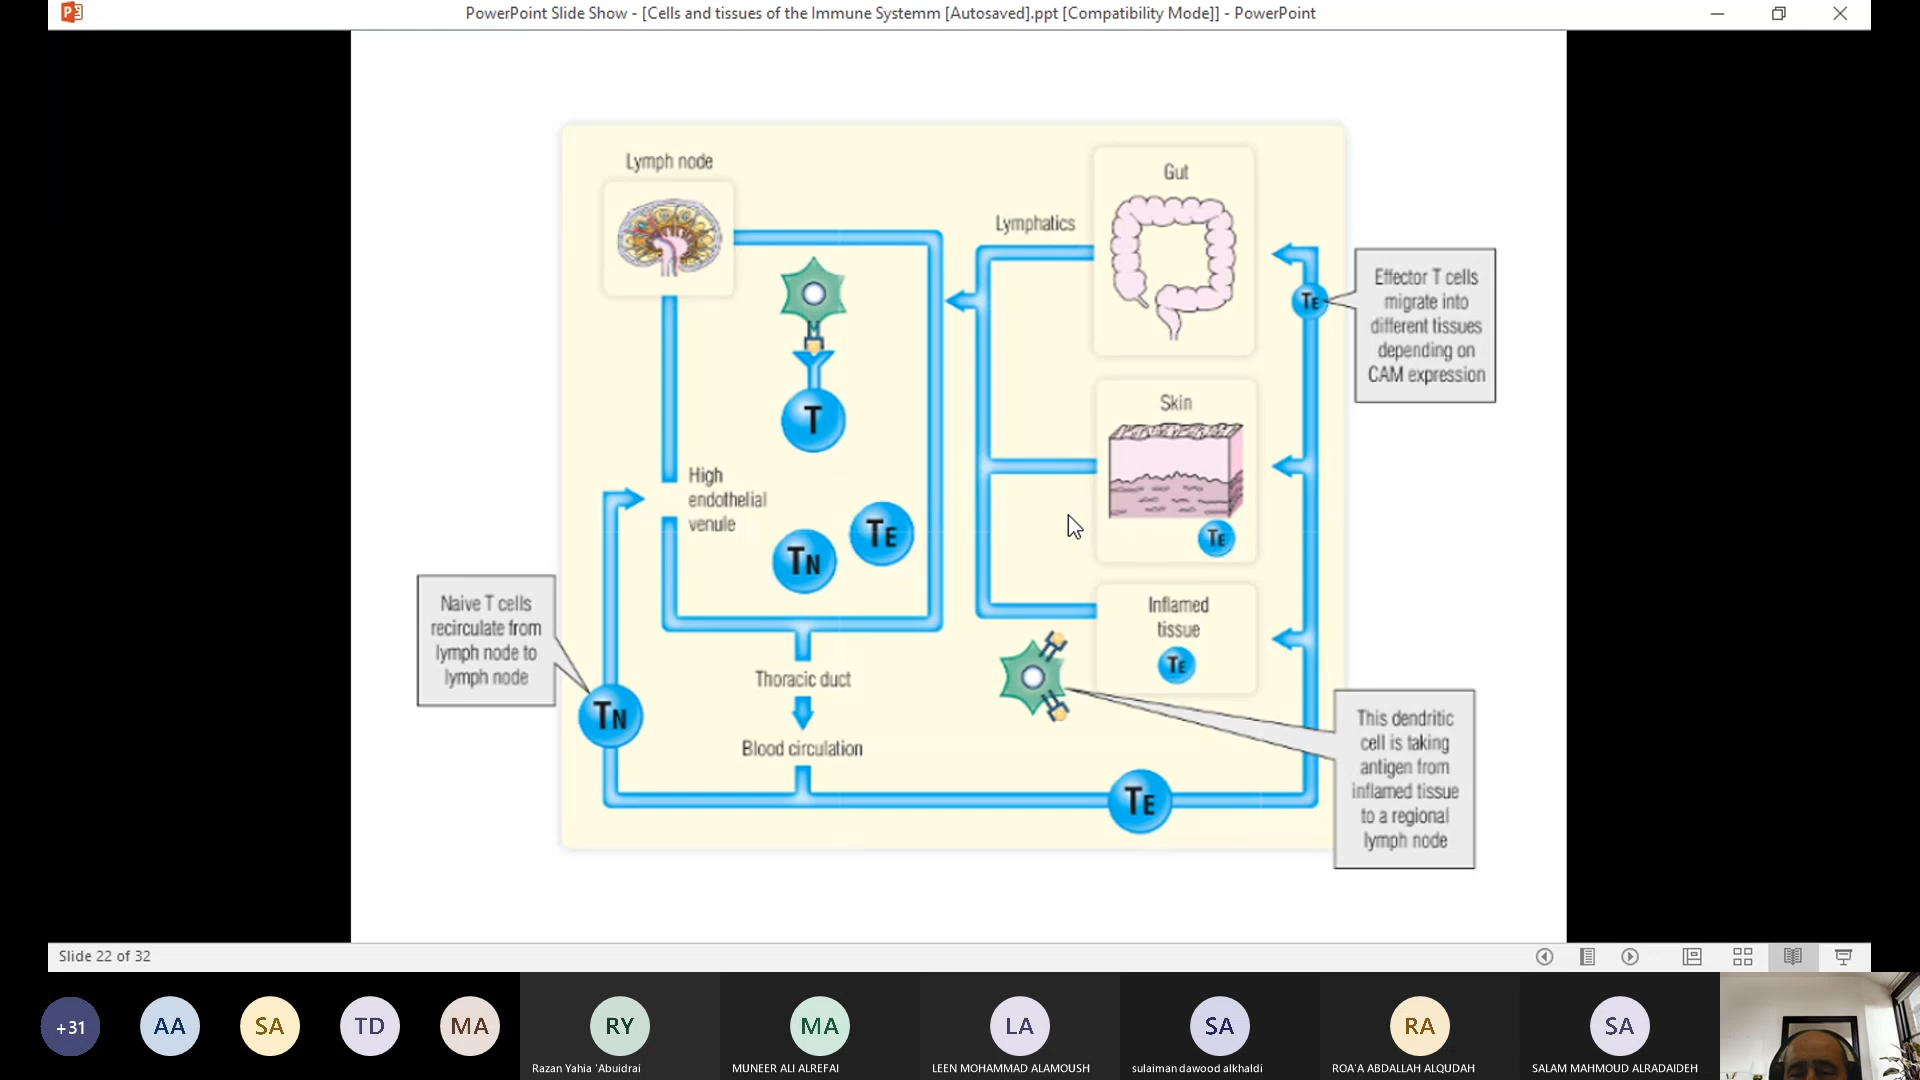 PowerPoint Slide Show - [Cells and tissues of the Immune Systemm [Autosaved].ppt [Compatibility Mode]] - PowerPoint
Lymph node
Gut
Lymphatics
Effector T cells
migrate into
different tissues
depending on
CAM expression
TE
T
Skin
High
endothelial
venule
TE
TN
TE
Naive T cells
recirculate from
lymph node to
lymph node
Inflamed
tissue
TE
Thoracic duct
TN
Blood circulation
TE
This dendritic
cell is taking
antigen from
inflamed tissue
to a regional
lymph node
Slide 22 of 32
+31
AA
SA
TD
MA
RY
Razan Yahia 'Abuidrai
MA
MUNEER ALI ALREFAI
LA
LEEN MOHAMMAD ALAMOUSH
SA
sulaiman dawood alkhaldi
RA
ROA'A ABDALLAH ALQUDAH
SA
SALAM MAHMOUD ALRADAIDEH